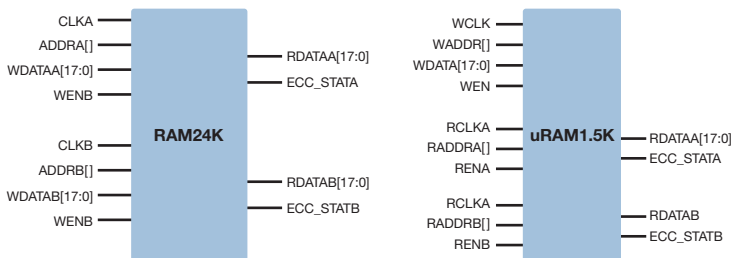 CLKA
ADDRA[]
WDATAA[17:0]
WENB
CLKB
ADDRB[]
WDATAB[17:0]
WENB
RAM24K
RDATAA[17:0]
ECC_STATA
RDATAB[17:0]
ECC_STATB
WCLK
WADDR[]
WDATA[17:0]
WEN
RCLKA
RADDRA[]
RENA
RCLKA
RADDRB[]
RENB
uRAM1.5K
RDATAA[17:0]
ECC_STATA
RDATAB
ECC_STATB